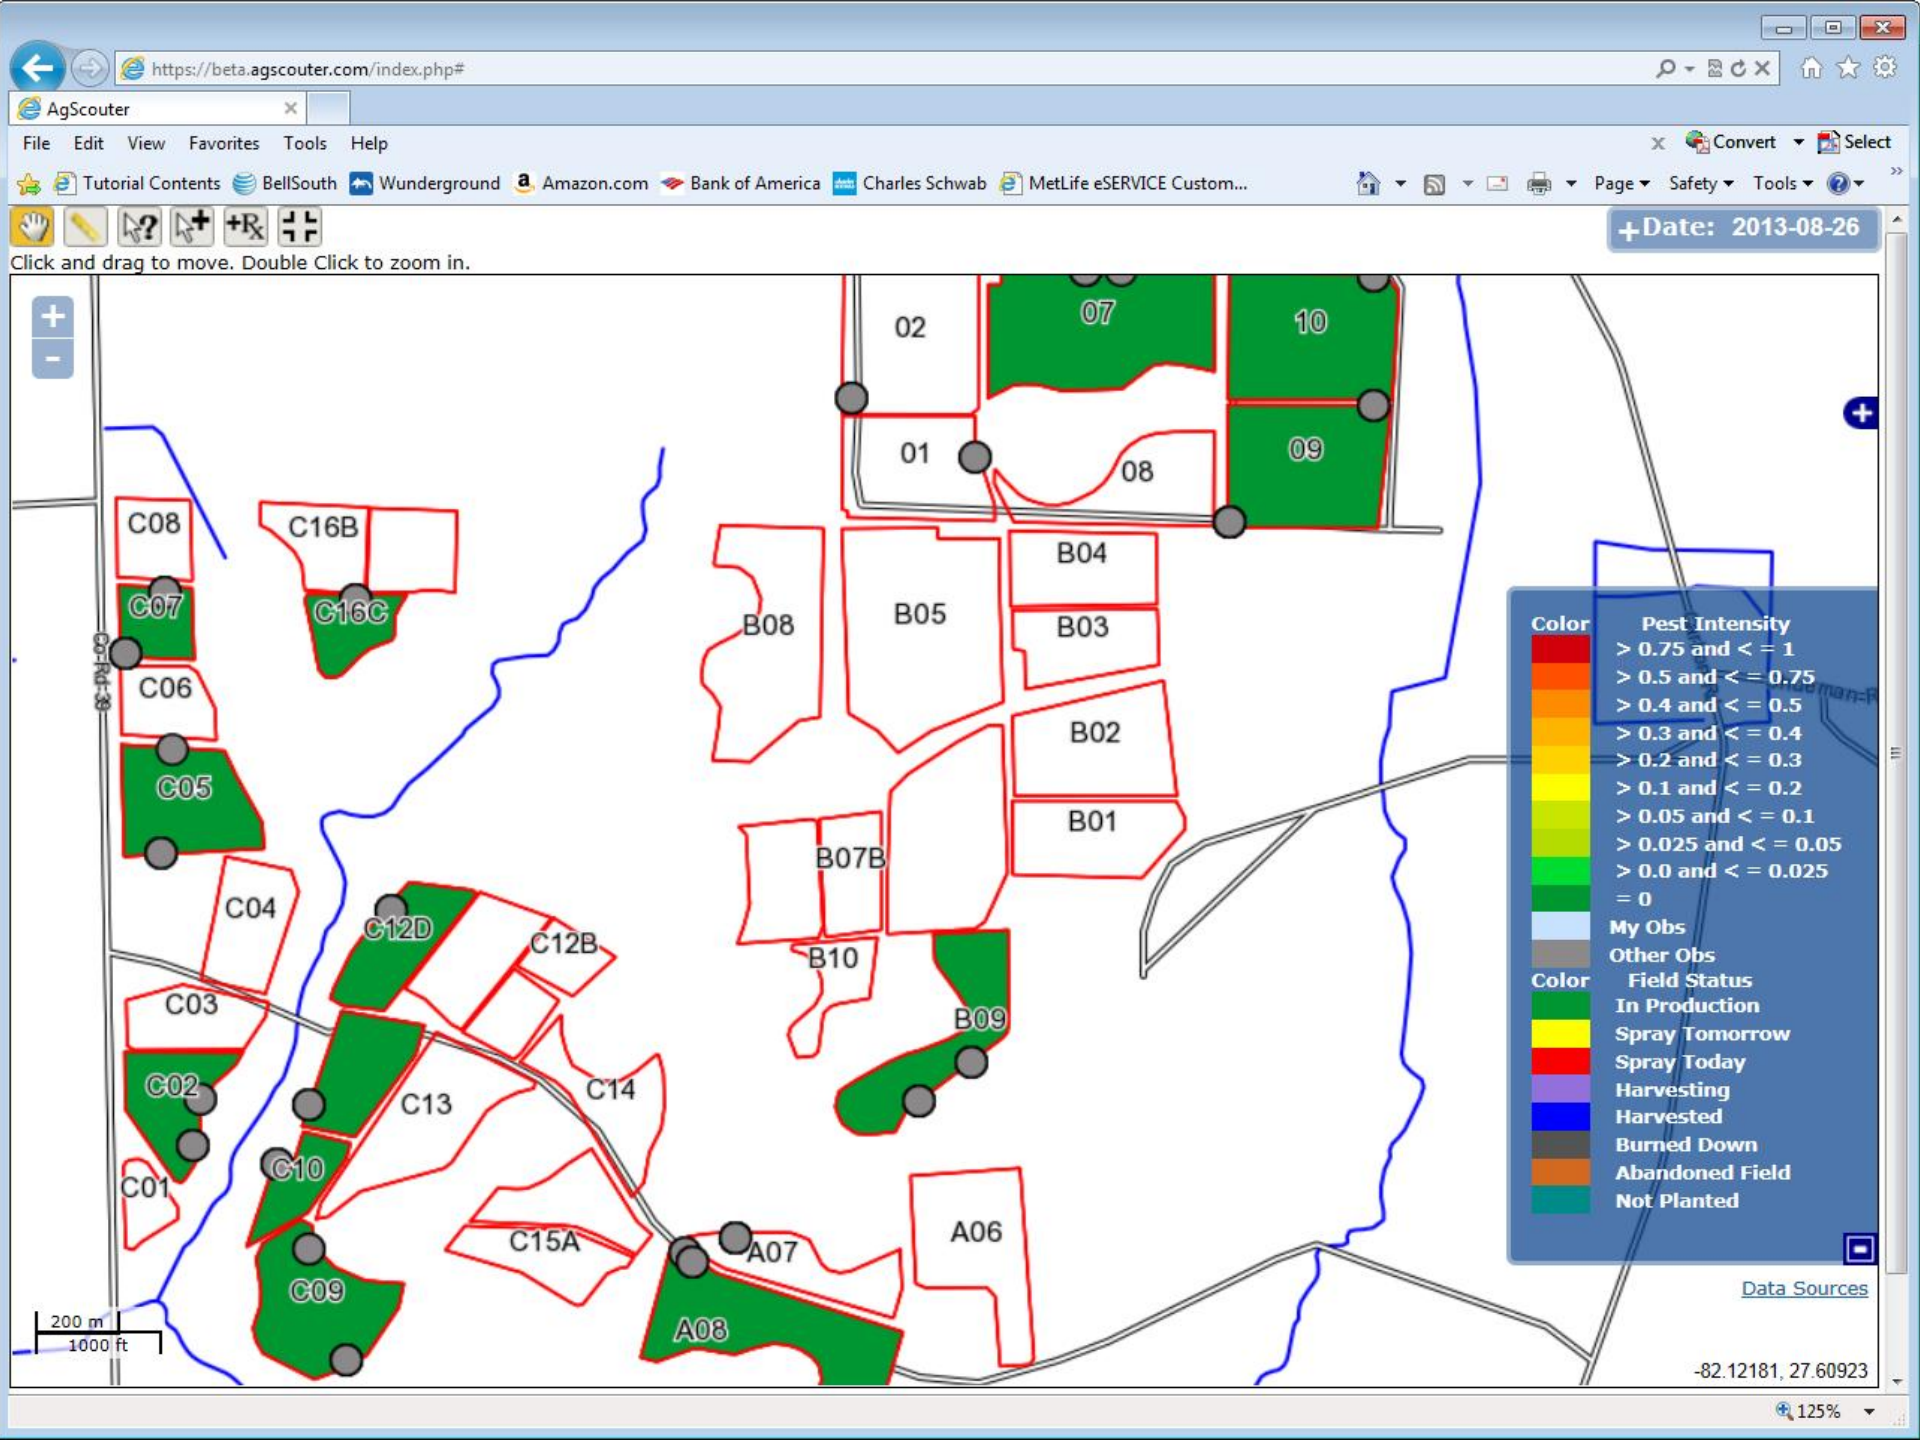 https://beta.agscouter.com/index.php#
AgScouter
File Edit View Favorites Tools Help
Convert Select
Tutorial Contents BellSouth Wunderground Amazon.com Bank of America Charles Schwab MetLife eSERVICE Custom...
Page Safety Tools
+Rx
+Date: 2013-08-26
Click and drag to move. Double Click to zoom in.
+
-
02
07
10
01
08
09
C08
C16B
C07
C16C
Co-Rd-39
C06
C05
C04
C03
C02
C01
C12D
C12B
C13
C14
C10
C09
C15A
B08
B05
B04
B03
B02
B01
B07B
B10
B09
A07
A06
A08
Color Pest Intensity
> 0.75 and < = 1
> 0.5 and < = 0.75
> 0.4 and < = 0.5
> 0.3 and < = 0.4
> 0.2 and < = 0.3
> 0.1 and < = 0.2
> 0.05 and < = 0.1
> 0.025 and < = 0.05
> 0.0 and < = 0.025
= 0
My Obs
Other Obs
Color Field Status
In Production
Spray Tomorrow
Spray Today
Harvesting
Harvested
Burned Down
Abandoned Field
Not Planted
Data Sources
200 m
1000 ft
-82.12181, 27.60923
125%